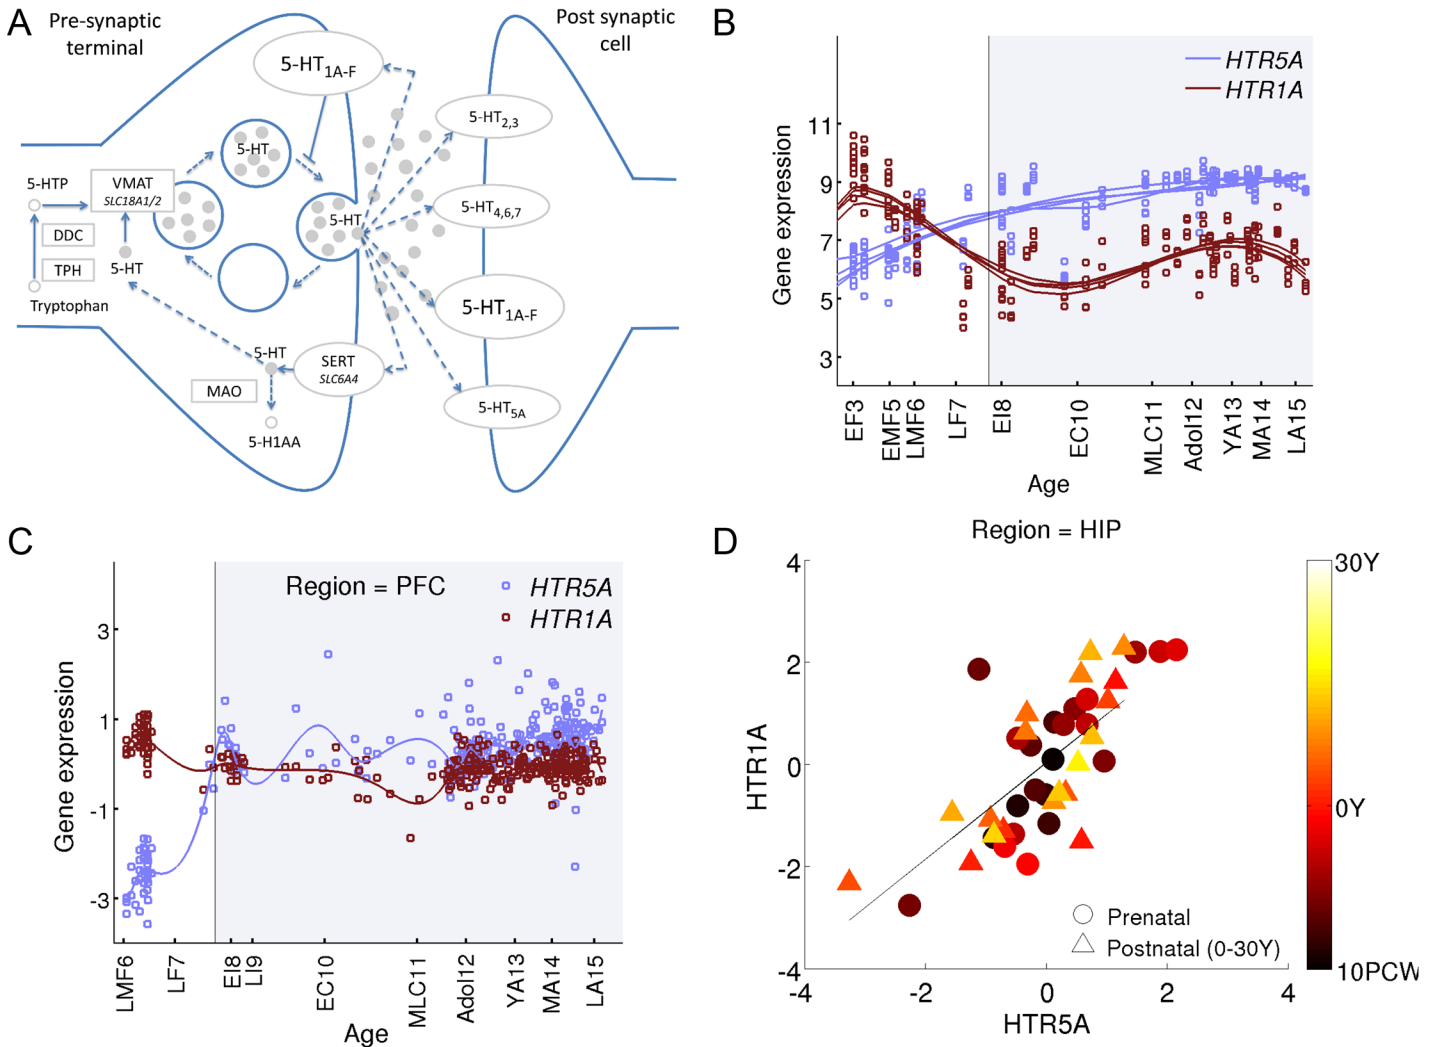 A
Pre-synaptic
terminal
Post synaptic
cell
5-HT1A-F
5-HT2,3
5-HT
5-HTP
VMAT
SLC18A1/2
5-HT4,6,7
5-HT
DDC
5-HT
TPH
Tryptophan
5-HT1A-F
5-HT
SERT
SLC6A4
MAO
5-HT5A
5-H1AA
B
HTR5A
HTR1A
Gene expression
11
9
7
5
3
EF3
EMF5
LMF6
LF7
EI8
EC10
MLC11
Adol12
YA13
MA14
LA15
Age
C
Region = PFC
HTR5A
HTR1A
Gene expression
3
1
-1
-3
LMF6
LF7
EI8
LI9
EC10
MLC11
Adol12
YA13
MA14
LA15
Age
D
Region = HIP
HTR1A
4
2
0
-2
-4
-4
-2
0
2
4
HTR5A
Prenatal
Postnatal (0-30Y)
30Y
0Y
10PCW